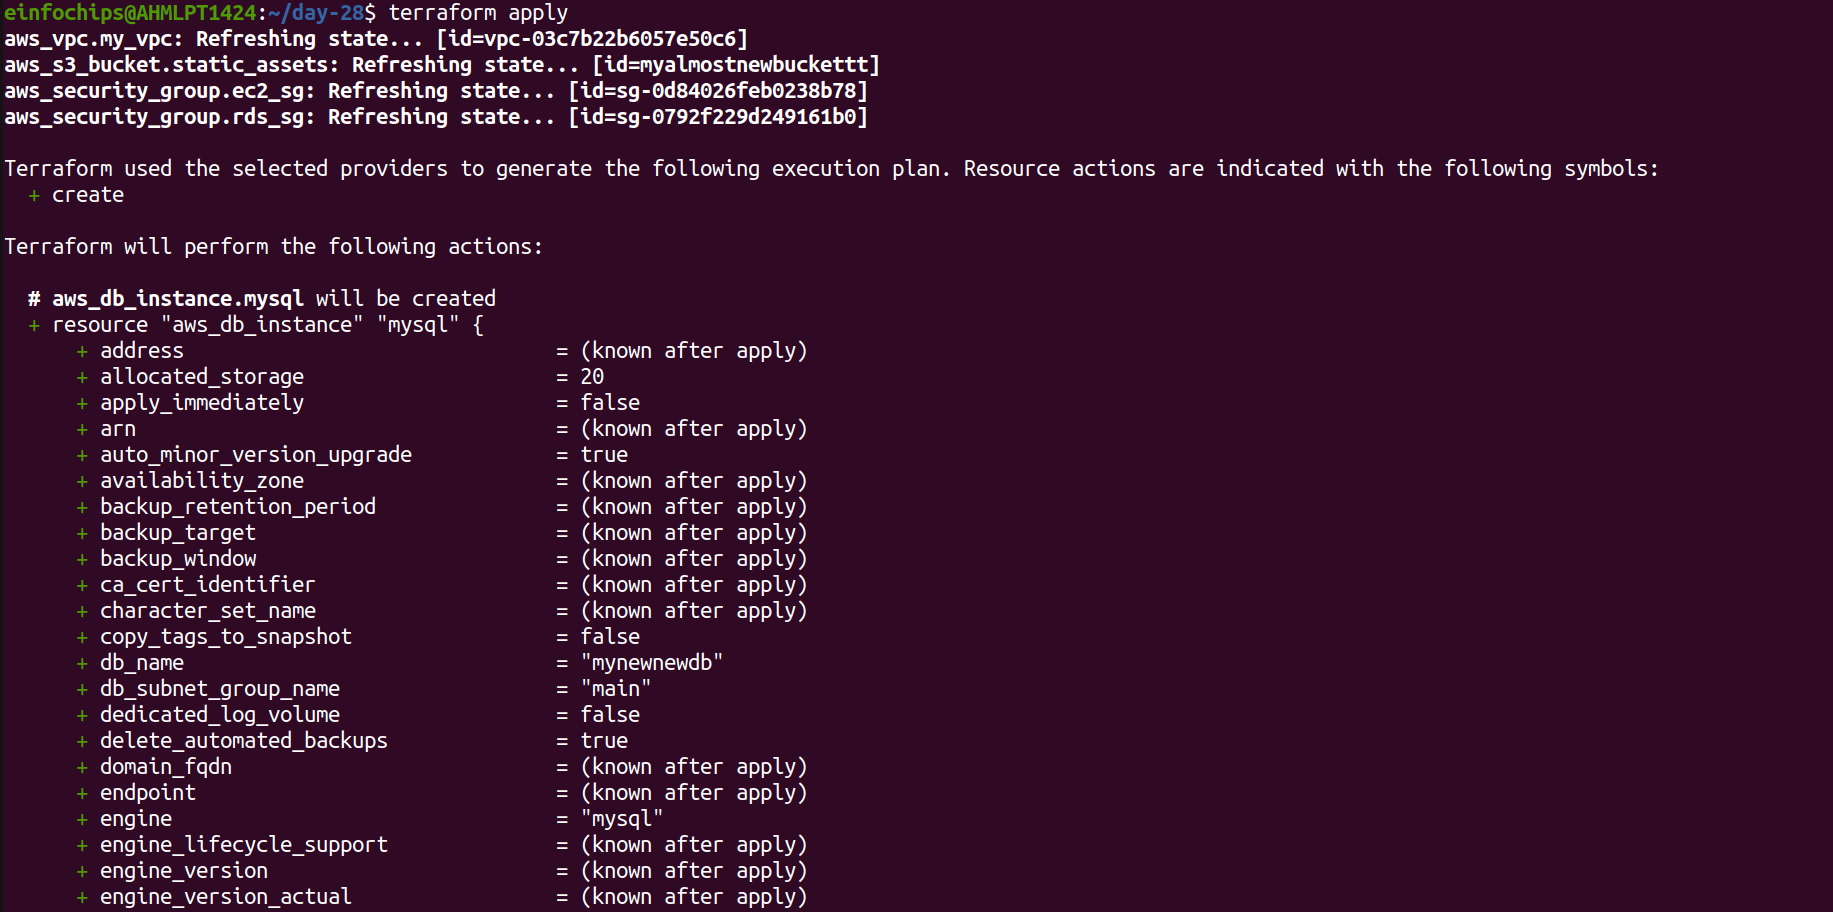 einfochips@AHMLPT1424:~/day-28$ terraform apply
aws_vpc.my_vpc: Refreshing state... [id=vpc-03c7b22b6057e50c6]
aws_s3_bucket.static_assets: Refreshing state... [id=myalmostnewbuckettt]
aws_security_group.ec2_sg: Refreshing state... [id=sg-0d84026feb0238b78]
aws_security_group.rds_sg: Refreshing state... [id=sg-0792f229d249161b0]
Terraform used the selected providers to generate the following execution plan. Resource actions are indicated with the following symbols:
+ create
Terraform will perform the following actions:
# aws_db_instance.mysql will be created
+ resource "aws_db_instance" "mysql" {
+ address = (known after apply)
+ allocated_storage = 20
+ apply_immediately = false
+ arn = (known after apply)
+ auto_minor_version_upgrade = true
+ availability_zone = (known after apply)
+ backup_retention_period = (known after apply)
+ backup_target = (known after apply)
+ backup_window = (known after apply)
+ ca_cert_identifier = (known after apply)
+ character_set_name = (known after apply)
+ copy_tags_to_snapshot = false
+ db_name = "mynewnewdb"
+ db_subnet_group_name = "main"
+ dedicated_log_volume = false
+ delete_automated_backups = true
+ domain_fqdn = (known after apply)
+ endpoint = (known after apply)
+ engine = "mysql"
+ engine_lifecycle_support = (known after apply)
+ engine_version = (known after apply)
+ engine_version_actual = (known after apply)